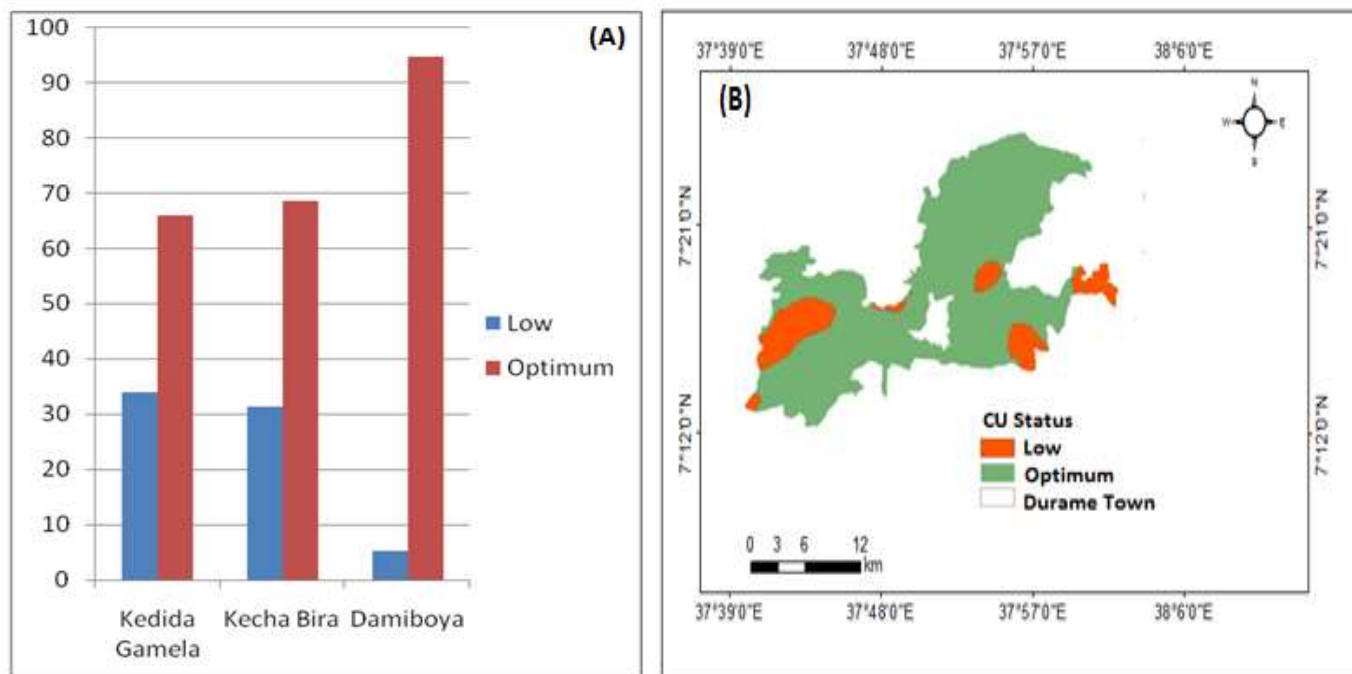 (A)
100
90
80
70
60
50
40
30
20
10
0
Low
Optimum
Kedida Gamela
Kecha Bira
Damiboya
(B)
37°39'0"E 37°48'0"E 37°57'0"E 38°6'0"E
N
W E
S
7°21'0"N 7°21'0"N
7°12'0"N 7°12'0"N
CU Status
Low
Optimum
Durame Town
0 3 6 12
km
37°39'0"E 37°48'0"E 37°57'0"E 38°6'0"E